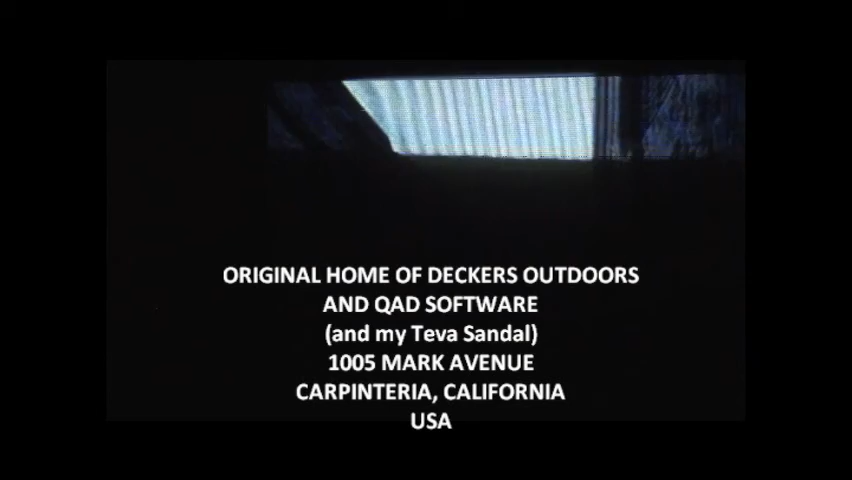 ORIGINAL HOME OF DECKERS OUTDOORS
AND QAD SOFTWARE
(and my Teva Sandal)
1005 MARK AVENUE
CARPINTERIA, CALIFORNIA
USA